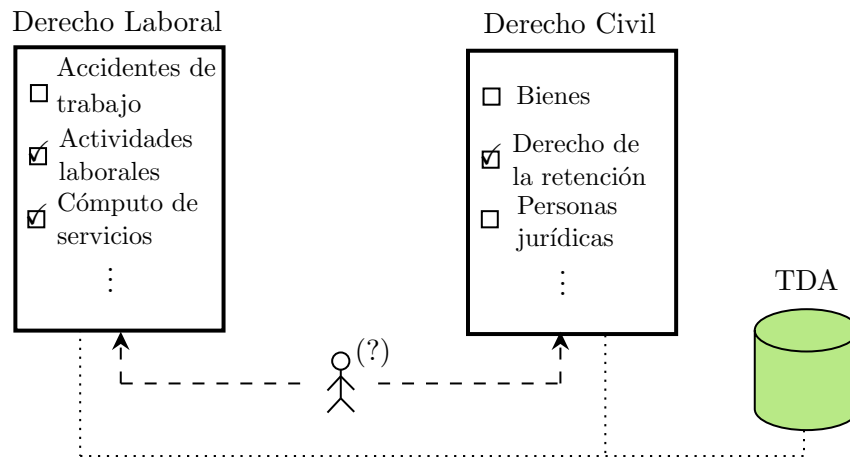 Derecho Laboral
Accidentes de
trabajo
Actividades
laborales
Cómputo de
servicios
⋮
Derecho Civil
Bienes
Derecho de
la retención
Personas
jurídicas
⋮
TDA
(?)